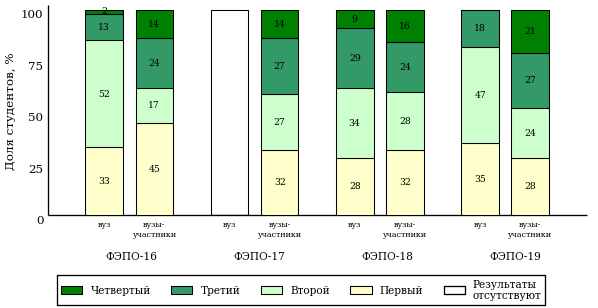 Доля студентов, %
100
75
50
25
0
2
13
52
33
14
24
17
45
14
27
27
32
9
29
34
28
16
24
28
32
18
47
35
21
27
24
28
вуз
вузы-
участники
вуз
вузы-
участники
вуз
вузы-
участники
вуз
вузы-
участники
ФЭПО-16
ФЭПО-17
ФЭПО-18
ФЭПО-19
Четвертый
Третий
Второй
Первый
Результаты
отсутствуют